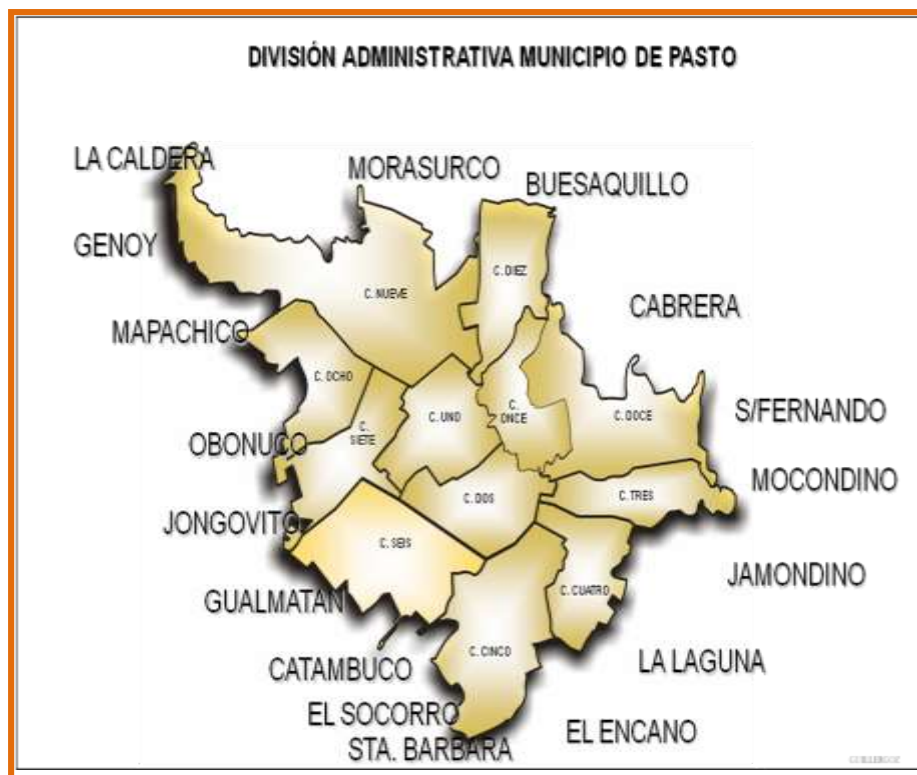 DIVISIÓN ADMINISTRATIVA MUNICIPIO DE PASTO
LA CALDERA
MORASURCO
BUESAQUILLO
GENOY
C. DIEZ
C. NUEVE
CABRERA
MAPACHICO
C. OCHO
S/FERNANDO
C. UNO
C.
ONCE
C. DOCE
C.
SIETE
OBONUCO
MOCONDINO
C. DOS
C. TRES
JONGOVITO
C. SEIS
JAMONDINO
GUALMATAN
C. CUATRO
C. CINCO
LA LAGUNA
CATAMBUCO
EL SOCORRO
EL ENCANO
STA. BARBARA